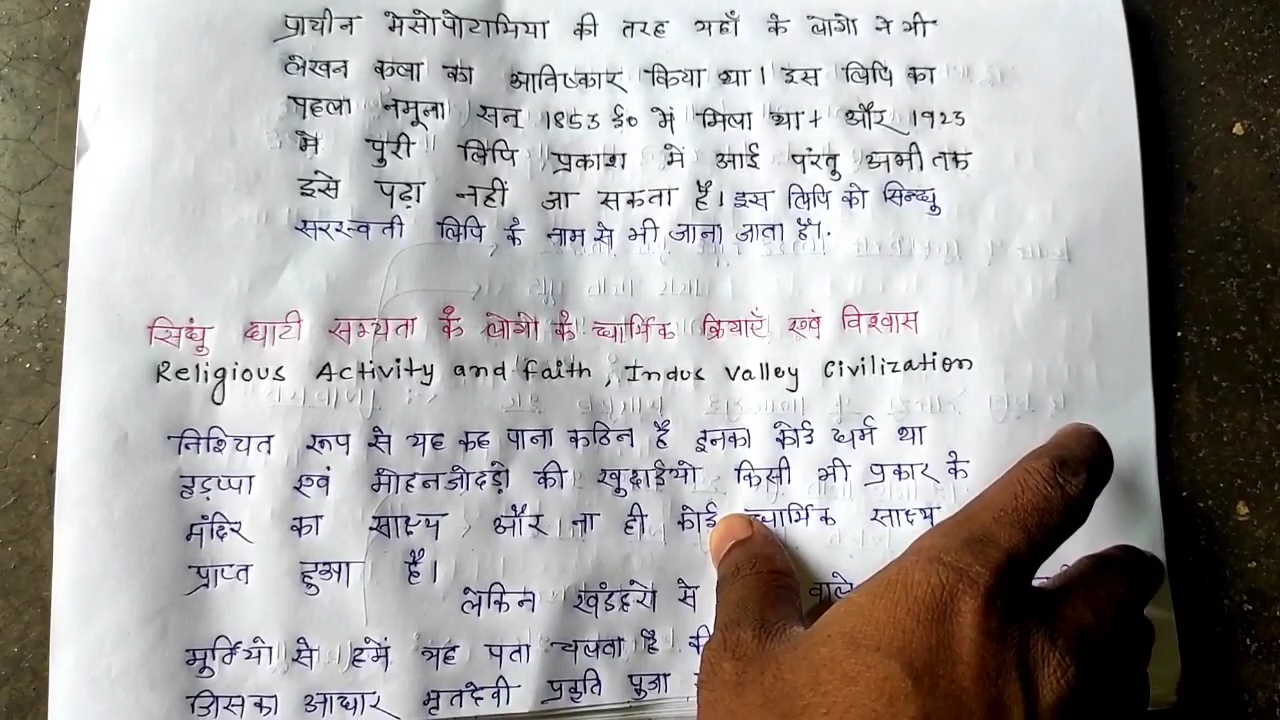 प्राचीन मेसोपोटामिया की तरह यहाँ के लोगो ने भी
लेखन कला का आविष्कार किया था। इस लिपि का
पहला नमूना सन् 1853 ई० में मिला था। और 1923
मे पुरी लिपि प्रकाश में आई परंतु अभी तक
इसे पढ़ा नहीं जा सकता है। इस लिपि को सिन्धु
सरस्वती लिपि के नाम से भी जाना जाता है।
सिंधु घाटी सभ्यता के लोगो के धार्मिक क्रियाएँ एवं विश्वास
Religious Activity and faith, Indus valley Civilization
निश्चित रूप से यह कह पाना कठिन है इनका कोई धर्म था
हड़प्पा एवं मोहनजोदड़ो की खुदाईयो किसी भी प्रकार के
मंदिर का साक्ष्य, और ना ही कोई धार्मिक साक्ष्य
प्राप्त हुआ है।
लेकिन खंडहरो से वाले
मुर्तियो से हमें यह पता चलता है की
जिसका आधार मृतदेवी प्रकृति पुजा